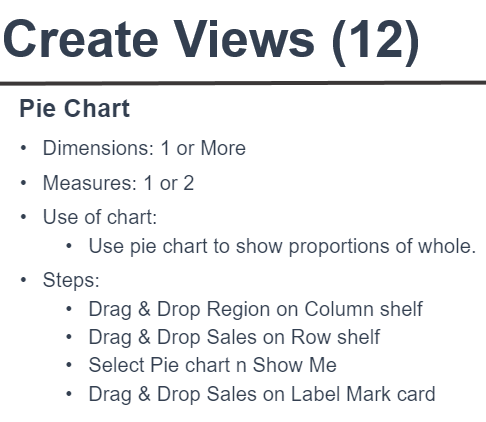 Create Views (12)
Pie Chart
• Dimensions: 1 or More
• Measures: 1 or 2
• Use of chart:
• Use pie chart to show proportions of whole.
• Steps:
• Drag & Drop Region on Column shelf
• Drag & Drop Sales on Row shelf
• Select Pie chart n Show Me
• Drag & Drop Sales on Label Mark card